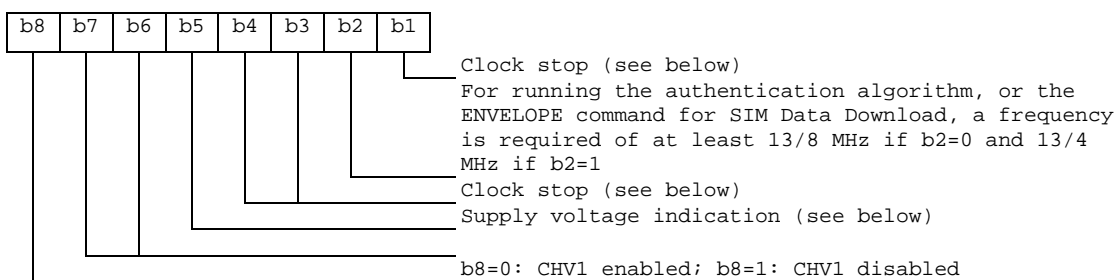 b8 b7 b6 b5 b4 b3 b2 b1
Clock stop (see below)
For running the authentication algorithm, or the
ENVELOPE command for SIM Data Download, a frequency
is required of at least 13/8 MHz if b2=0 and 13/4
MHz if b2=1
Clock stop (see below)
Supply voltage indication (see below)
b8=0: CHV1 enabled; b8=1: CHV1 disabled